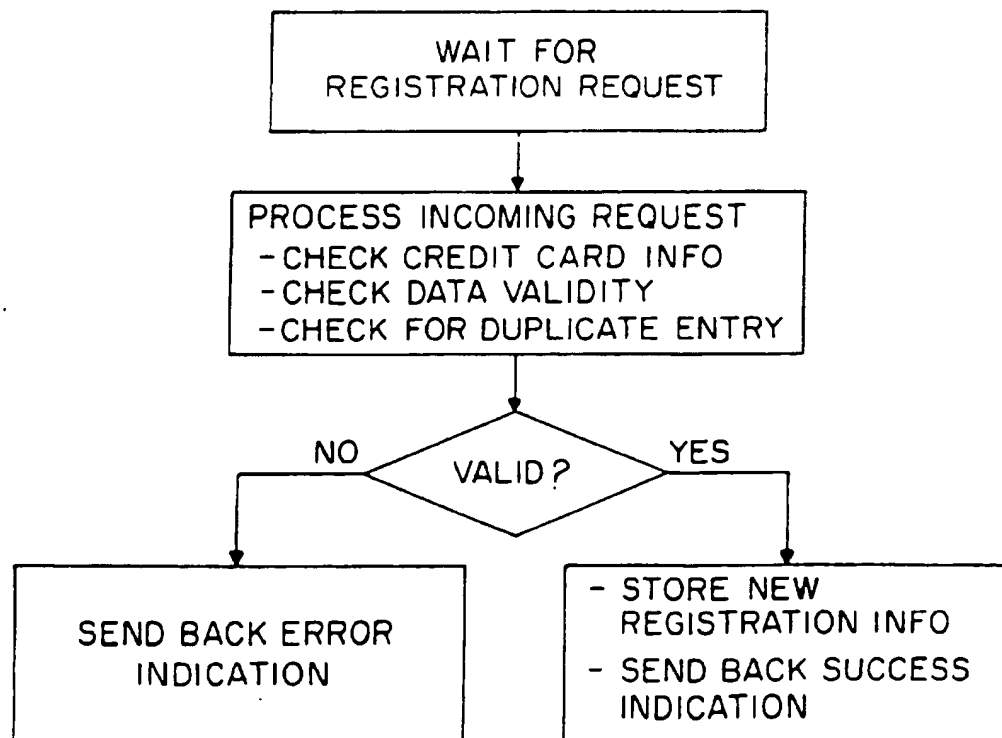 WAIT FOR
REGISTRATION REQUEST
PROCESS INCOMING REQUEST
-CHECK CREDIT CARD INFO
-CHECK DATA VALIDITY
-CHECK FOR DUPLICATE ENTRY
VALID?
NO
YES
SEND BACK ERROR
INDICATION
- STORE NEW
REGISTRATION INFO
- SEND BACK SUCCESS
INDICATION